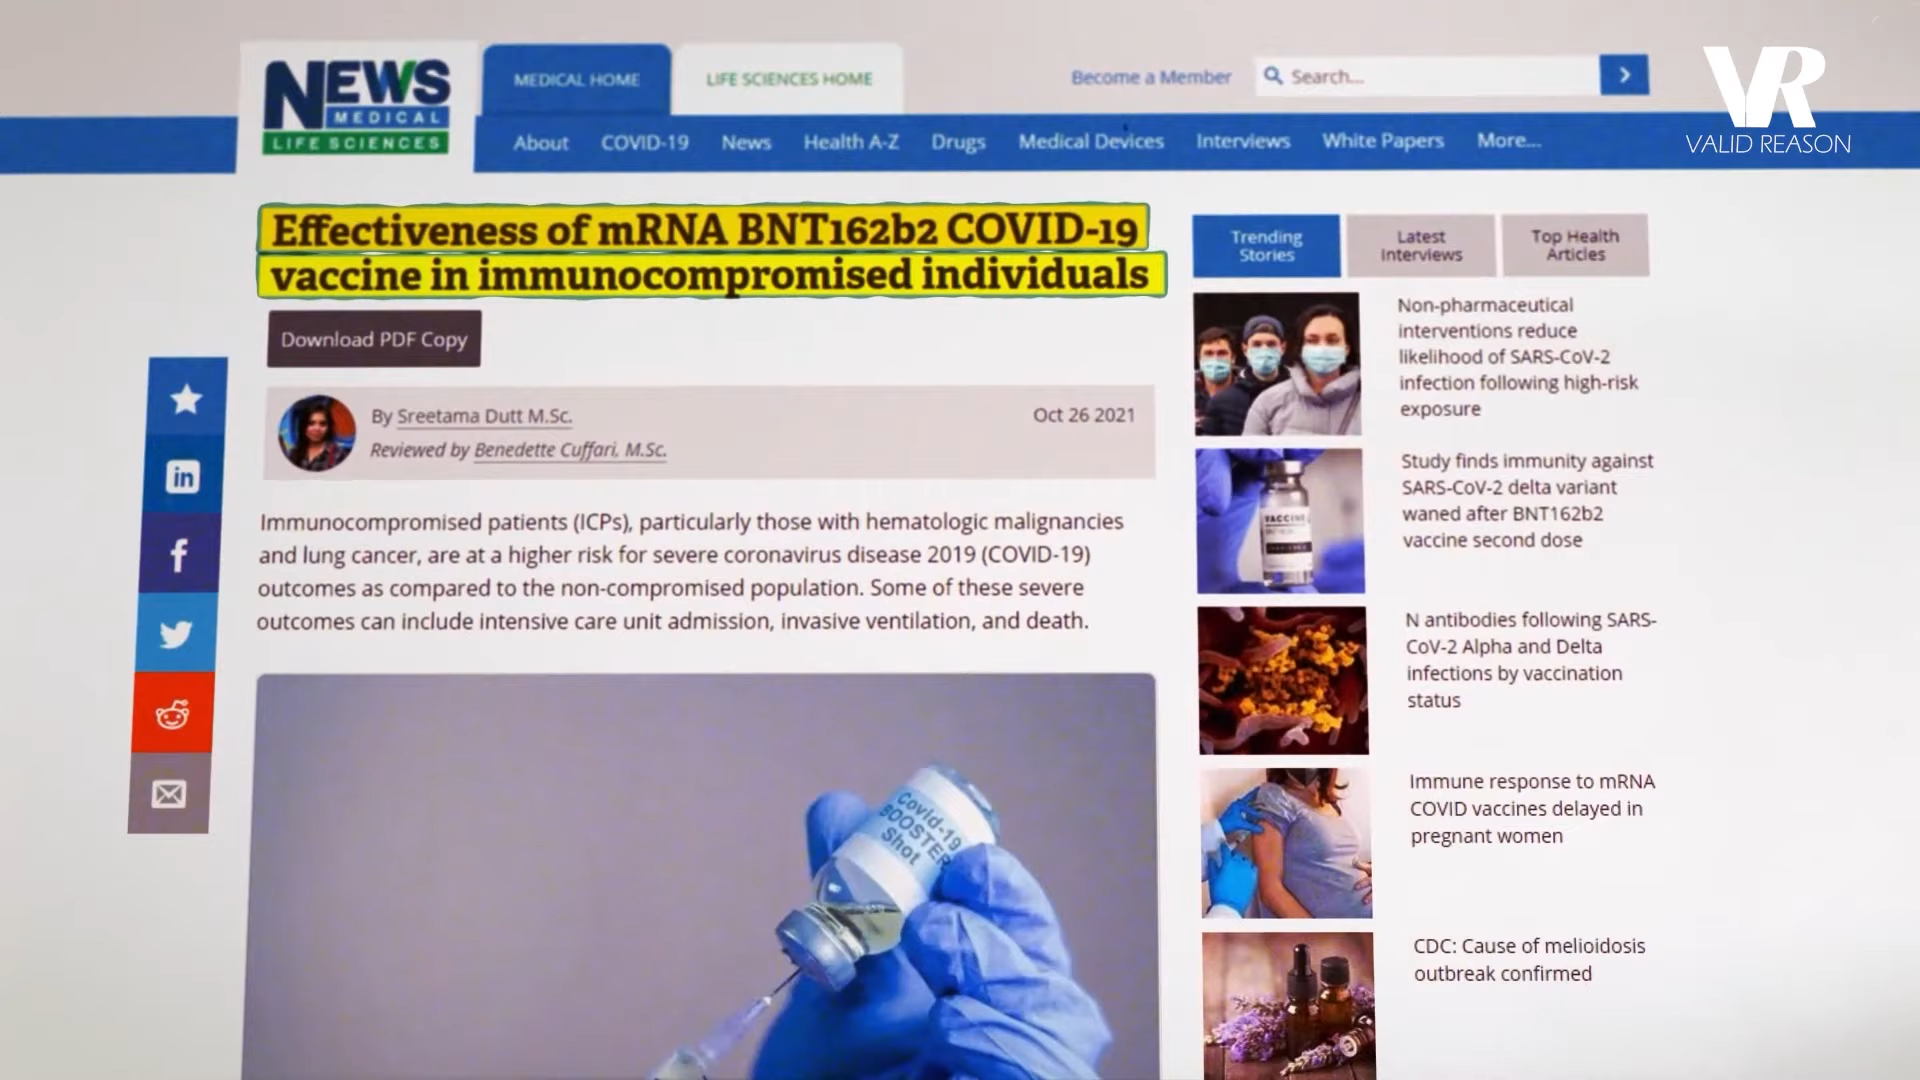 NEWS
MEDICAL
LIFE SCIENCES
MEDICAL HOME
LIFE SCIENCES HOME
Become a Member
Search...
VR
VALID REASON
About
COVID-19
News
Health A-Z
Drugs
Medical Devices
Interviews
White Papers
More...
Effectiveness of mRNA BNT162b2 COVID-19
vaccine in immunocompromised individuals
Download PDF Copy
By Sreetama Dutt M.Sc.
Oct 26 2021
Reviewed by Benedette Cuffari, M.Sc.
Immunocompromised patients (ICPs), particularly those with hematologic malignancies
and lung cancer, are at a higher risk for severe coronavirus disease 2019 (COVID-19)
outcomes as compared to the non-compromised population. Some of these severe
outcomes can include intensive care unit admission, invasive ventilation, and death.
Covid-19
BOOSTER
Shot
Trending
Stories
Latest
Interviews
Top Health
Articles
Non-pharmaceutical
interventions reduce
likelihood of SARS-CoV-2
infection following high-risk
exposure
VACCINE
Study finds immunity against
SARS-CoV-2 delta variant
waned after BNT162b2
vaccine second dose
N antibodies following SARS-
CoV-2 Alpha and Delta
infections by vaccination
status
Immune response to mRNA
COVID vaccines delayed in
pregnant women
CDC: Cause of melioidosis
outbreak confirmed